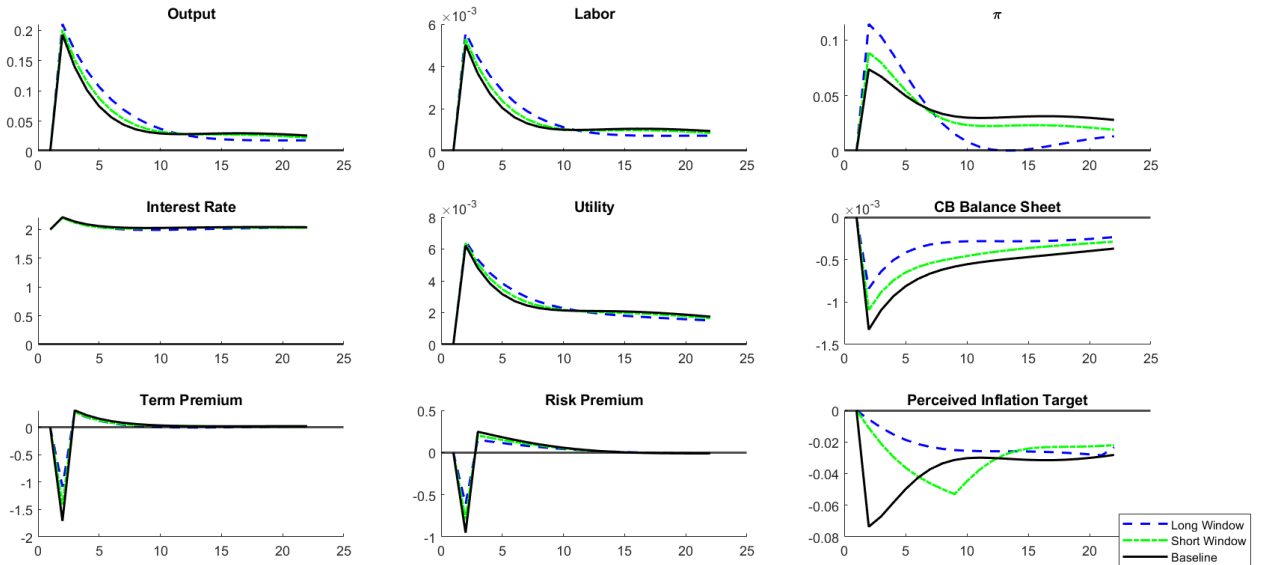 Output
0.2
0.15
0.1
0.05
0
0 5 10 15 20 25
Labor
×10⁻³
6
4
2
0
0 5 10 15 20 25
π
0.1
0.05
0
0 5 10 15 20 25
Interest Rate
2
1.5
1
0.5
0
0 5 10 15 20 25
Utility
×10⁻³
8
6
4
2
0
0 5 10 15 20 25
CB Balance Sheet
×10⁻³
0
-0.5
-1
-1.5
0 5 10 15 20 25
Term Premium
0
-0.5
-1
-1.5
-2
0 5 10 15 20 25
Risk Premium
0.5
0
-0.5
-1
0 5 10 15 20 25
Perceived Inflation Target
0
-0.02
-0.04
-0.06
-0.08
0 5 10 15 20
Long Window
Short Window
Baseline